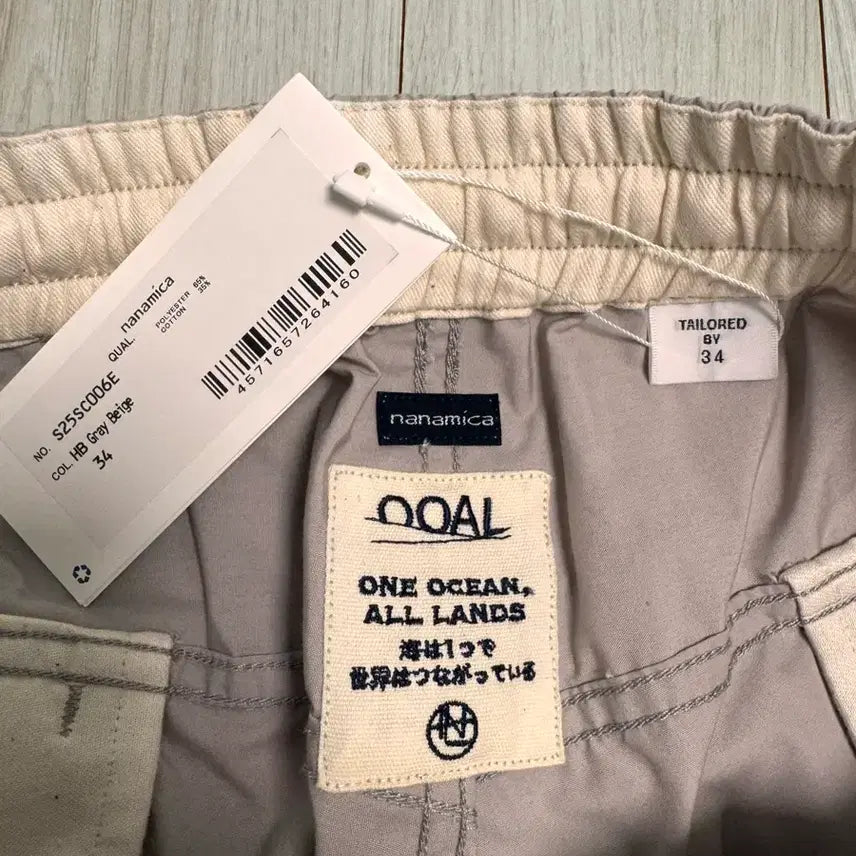 nanamica
QUAL. POLYESTER 65%
COTTON 35%
4571657264160
NO. S25SC006E
COL. HB Gray Beige
34
TAILORED
BY
34
nanamica
OOAL
ONE OCEAN,
ALL LANDS
海は1つで
世界はつながっている